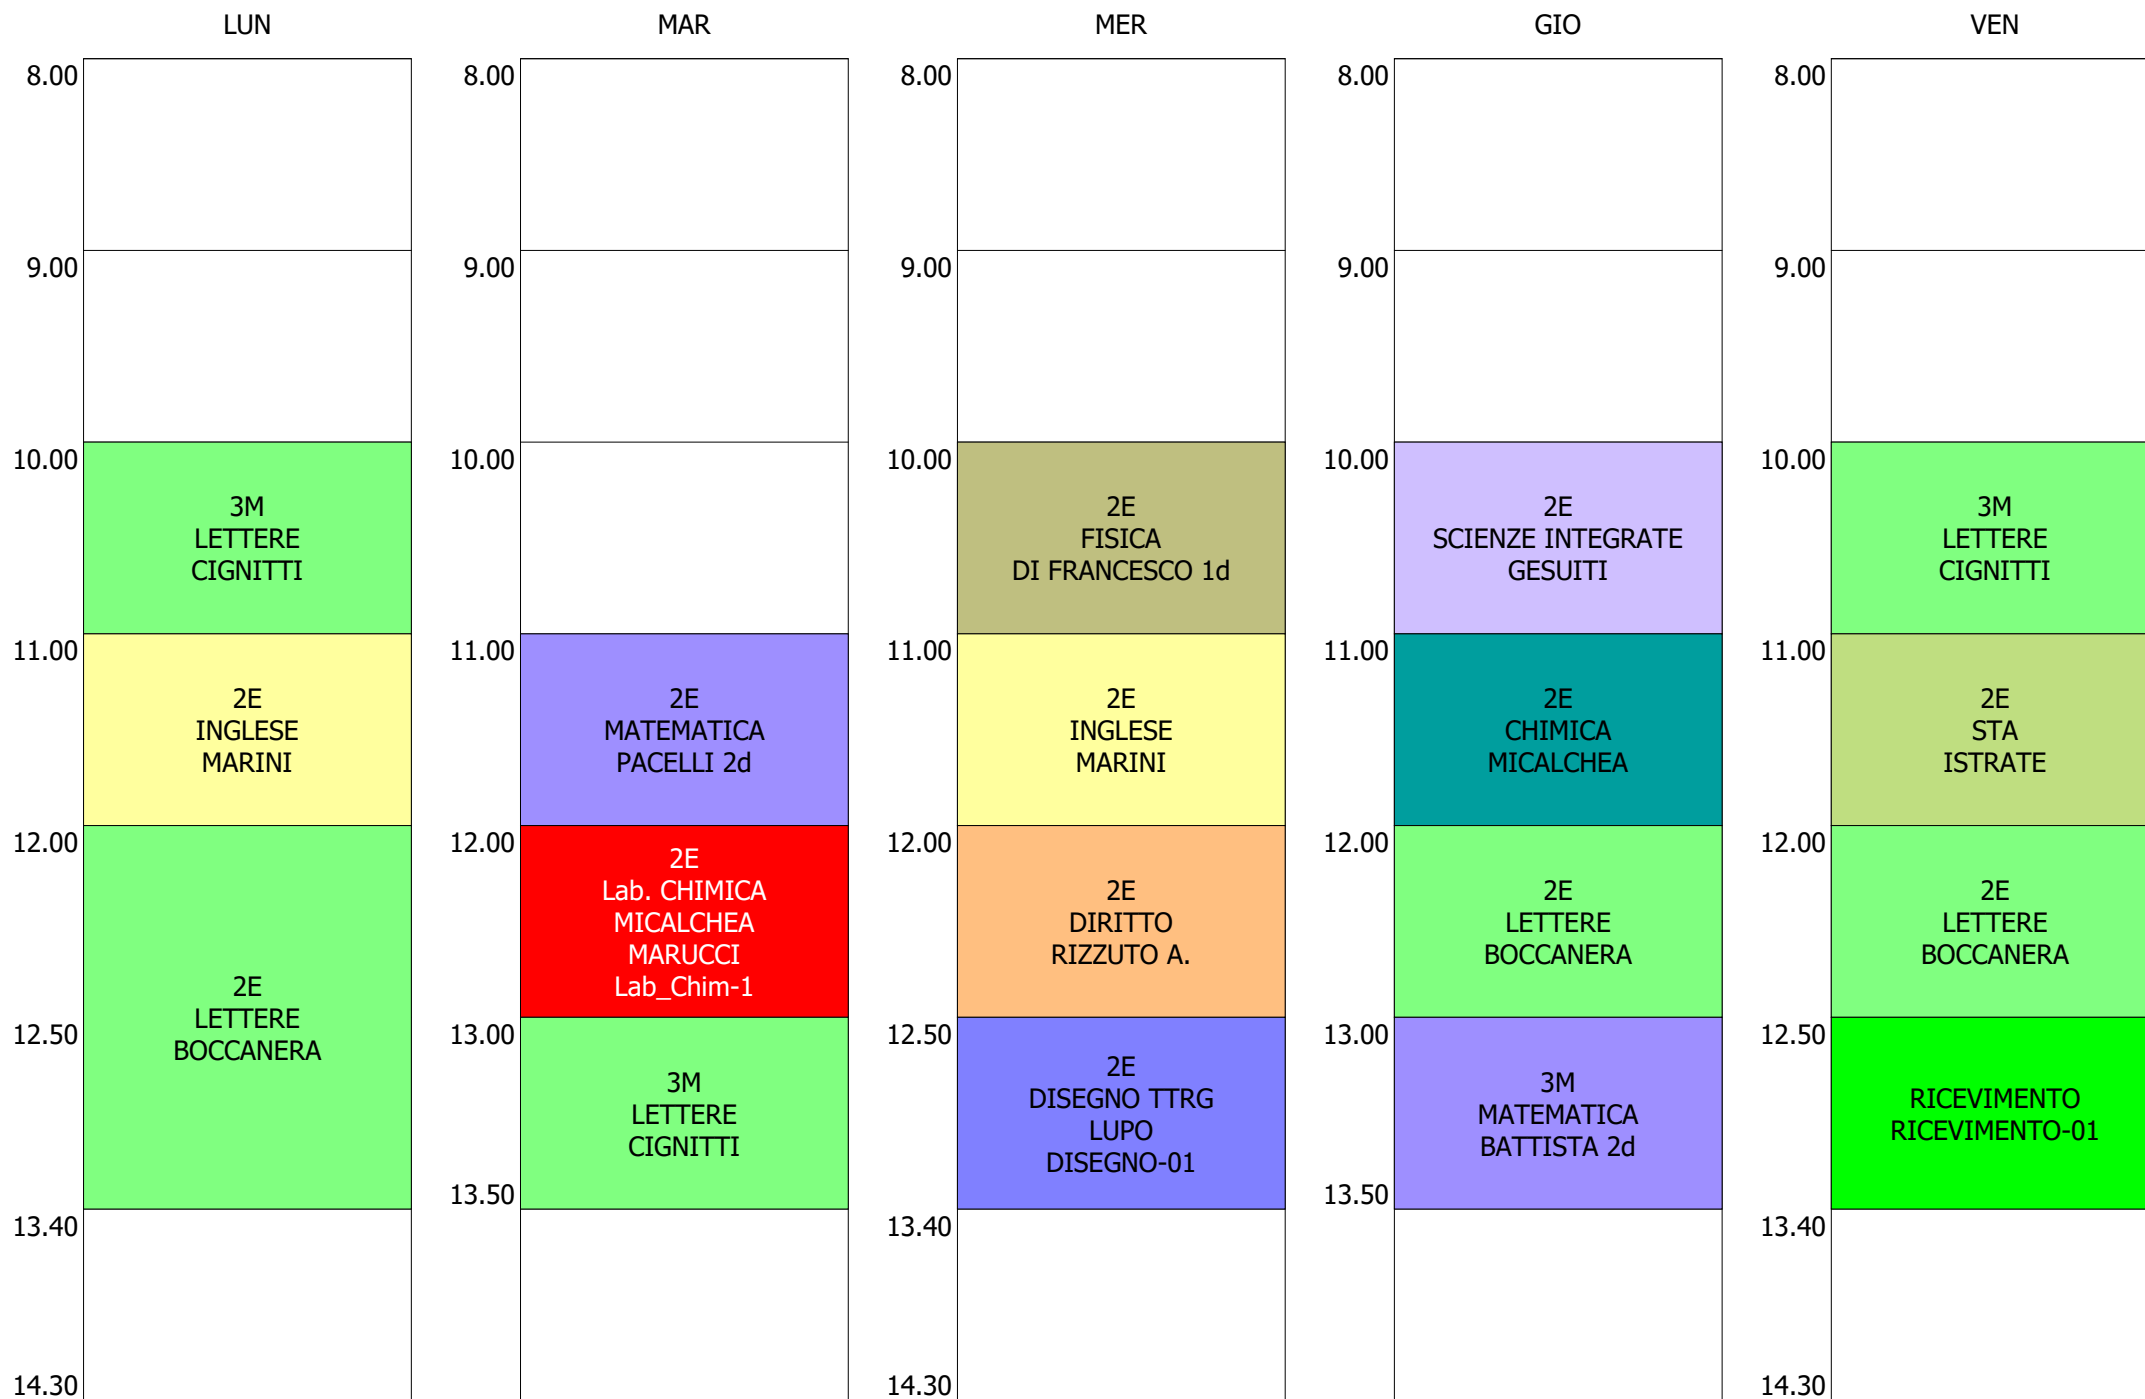 LUN
MAR
MER
GIO
VEN
8.00
9.00
10.00
3M
LETTERE
CIGNITTI
11.00
2E
INGLESE
MARINI
12.00
2E
LETTERE
BOCCANERA
12.50
13.40
14.30
8.00
9.00
10.00
11.00
2E
MATEMATICA
PACELLI 2d
12.00
2E
Lab. CHIMICA
MICALCHEA
MARUCCI
Lab_Chim-1
13.00
3M
LETTERE
CIGNITTI
13.50
8.00
9.00
10.00
2E
FISICA
DI FRANCESCO 1d
11.00
2E
INGLESE
MARINI
12.00
2E
DIRITTO
RIZZUTO A.
12.50
2E
DISEGNO TTRG
LUPO
DISEGNO-01
13.40
14.30
8.00
9.00
10.00
2E
SCIENZE INTEGRATE
GESUITI
11.00
2E
CHIMICA
MICALCHEA
12.00
2E
LETTERE
BOCCANERA
13.00
3M
MATEMATICA
BATTISTA 2d
13.50
8.00
9.00
10.00
3M
LETTERE
CIGNITTI
11.00
2E
STA
ISTRATE
12.00
2E
LETTERE
BOCCANERA
12.50
RICEVIMENTO
RICEVIMENTO-01
13.40
14.30